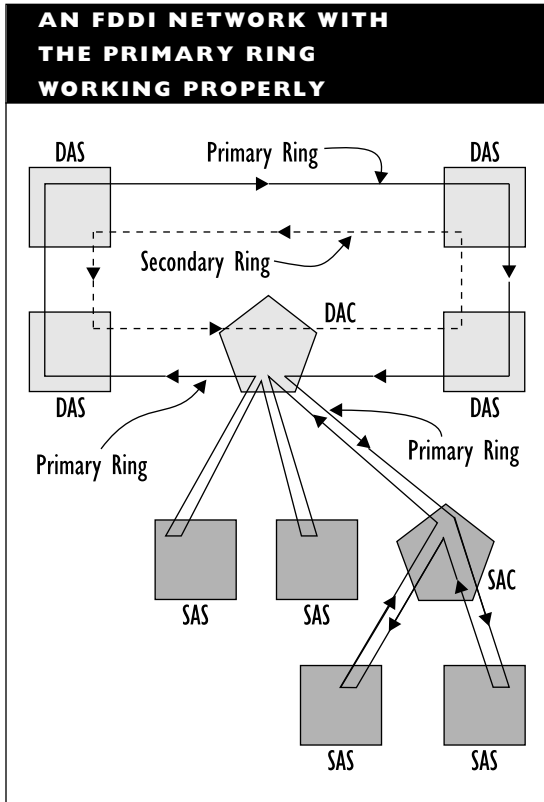 AN FDDI NETWORK WITH
THE PRIMARY RING
WORKING PROPERLY
DAS
Primary Ring
DAS
Secondary Ring
DAC
DAS
DAS
Primary Ring
Primary Ring
SAC
SAS
SAS
SAS
SAS